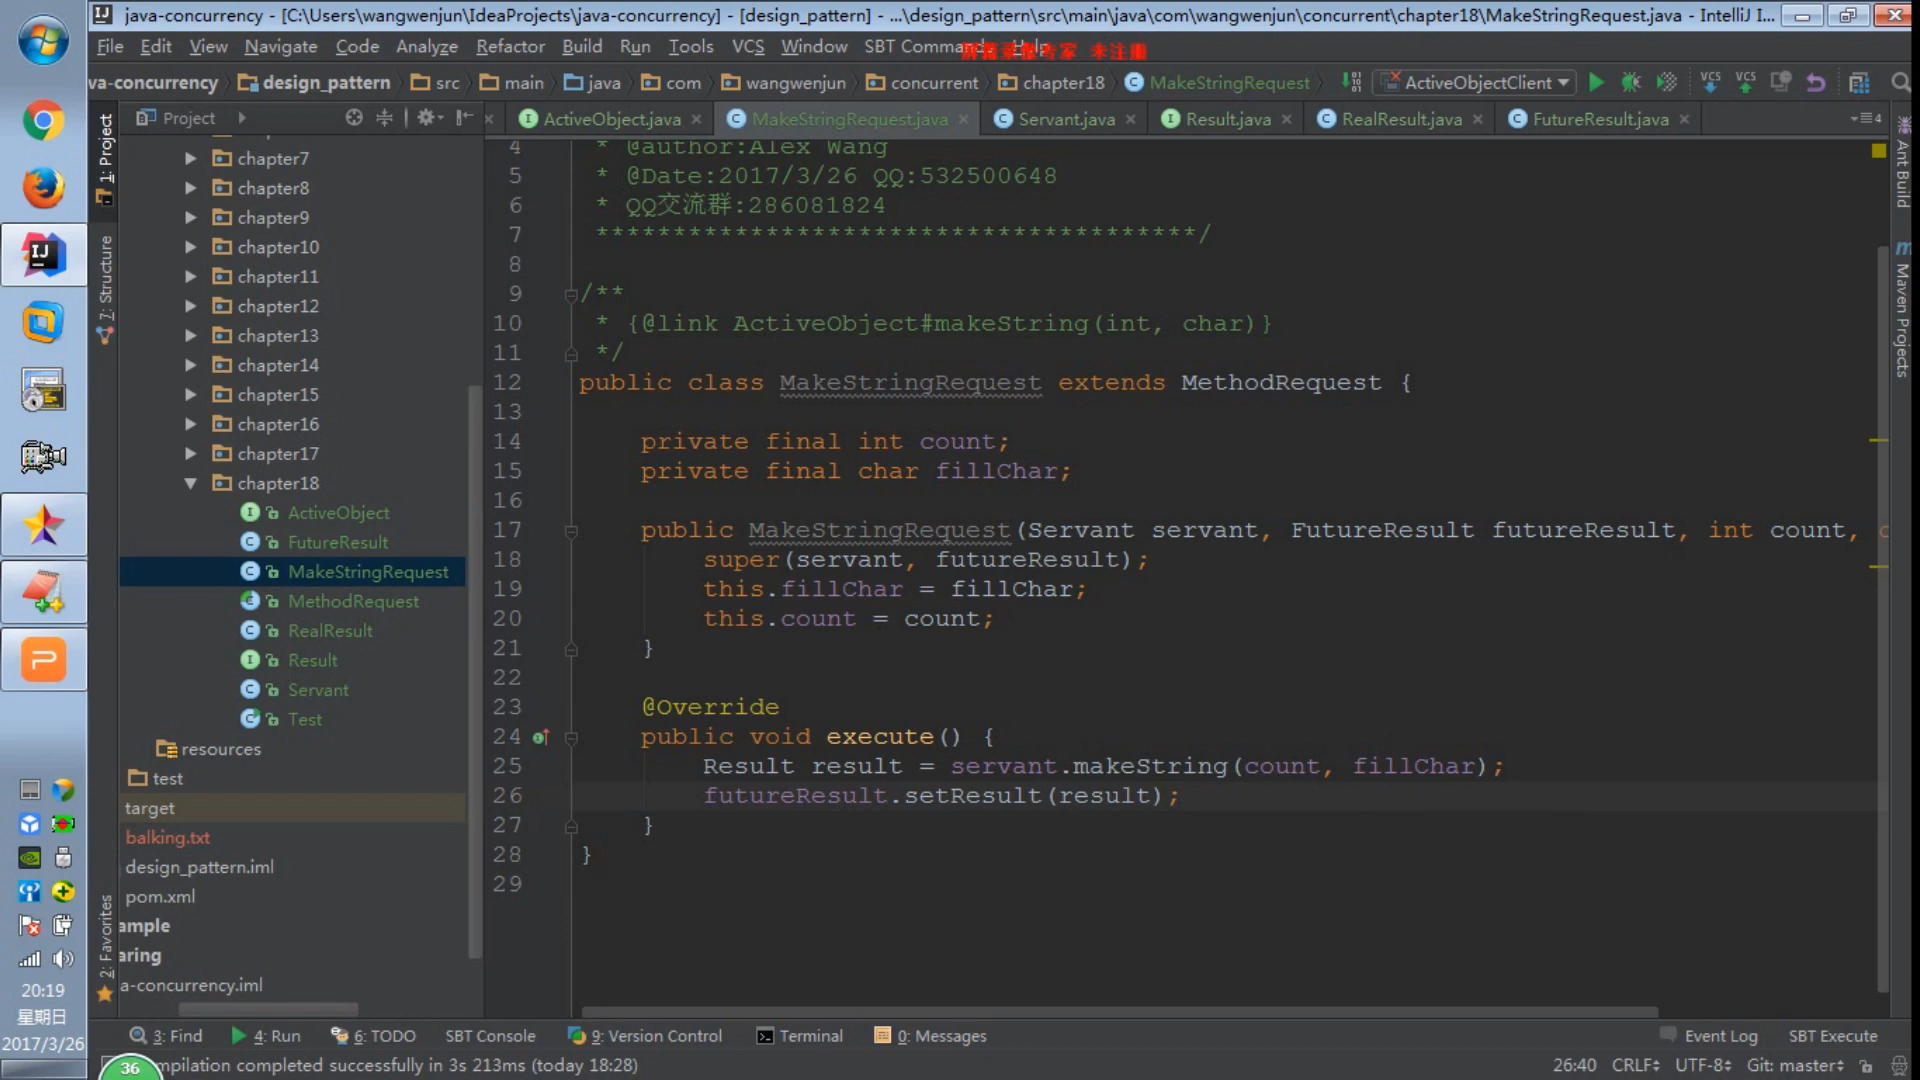 java-concurrency - [C:\Users\wangwenjun\IdeaProjects\java-concurrency] - [design_pattern] - ...\design_pattern\src\main\java\com\wangwenjun\concurrent\chapter18\MakeStringRequest.java - IntelliJ I...
File Edit View Navigate Code Analyze Refactor Build Run Tools VCS Window SBT Command Help
未注册
va-concurrency design_pattern src main java com wangwenjun concurrent chapter18 MakeStringRequest ActiveObjectClient VCS VCS
Project ActiveObject.java MakeStringRequest.java Servant.java Result.java RealResult.java FutureResult.java 4
1: Project
7: Structure
2: Favorites
Ant Build
Maven Projects
chapter7
chapter8
chapter9
chapter10
chapter11
chapter12
chapter13
chapter14
chapter15
chapter16
chapter17
chapter18
ActiveObject
FutureResult
MakeStringRequest
MethodRequest
RealResult
Result
Servant
Test
resources
test
target
balking.txt
design_pattern.iml
pom.xml
ample
aring
a-concurrency.iml
4 * @author:Alex Wang
5 * @Date:2017/3/26 QQ:532500648
6 * QQ交流群:286081824
7 ***************************************/
8
9 /**
10 * {@link ActiveObject#makeString(int, char)}
11 */
12 public class MakeStringRequest extends MethodRequest {
13
14 private final int count;
15 private final char fillChar;
16
17 public MakeStringRequest(Servant servant, FutureResult futureResult, int count, c
18 super(servant, futureResult);
19 this.fillChar = fillChar;
20 this.count = count;
21 }
22
23 @Override
24 public void execute() {
25 Result result = servant.makeString(count, fillChar);
26 futureResult.setResult(result);
27 }
28 }
29
3: Find 4: Run 6: TODO SBT Console 9: Version Control Terminal 0: Messages Event Log SBT Execute
36 mpilation completed successfully in 3s 213ms (today 18:28) 26:40 CRLF UTF-8 Git: master
20:19
星期日
2017/3/26